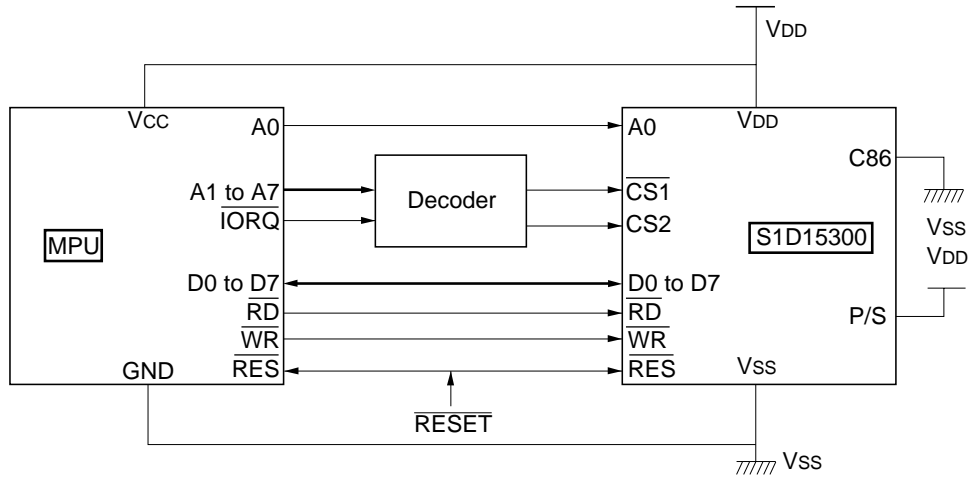 VDD
VCC
A0
A0
VDD
C86
A1 to A7
IORQ
Decoder
CS1
CS2
VSS
VDD
MPU
S1D15300
D0 to D7
D0 to D7
RD
RD
P/S
WR
WR
GND
RES
RES
VSS
RESET
VSS